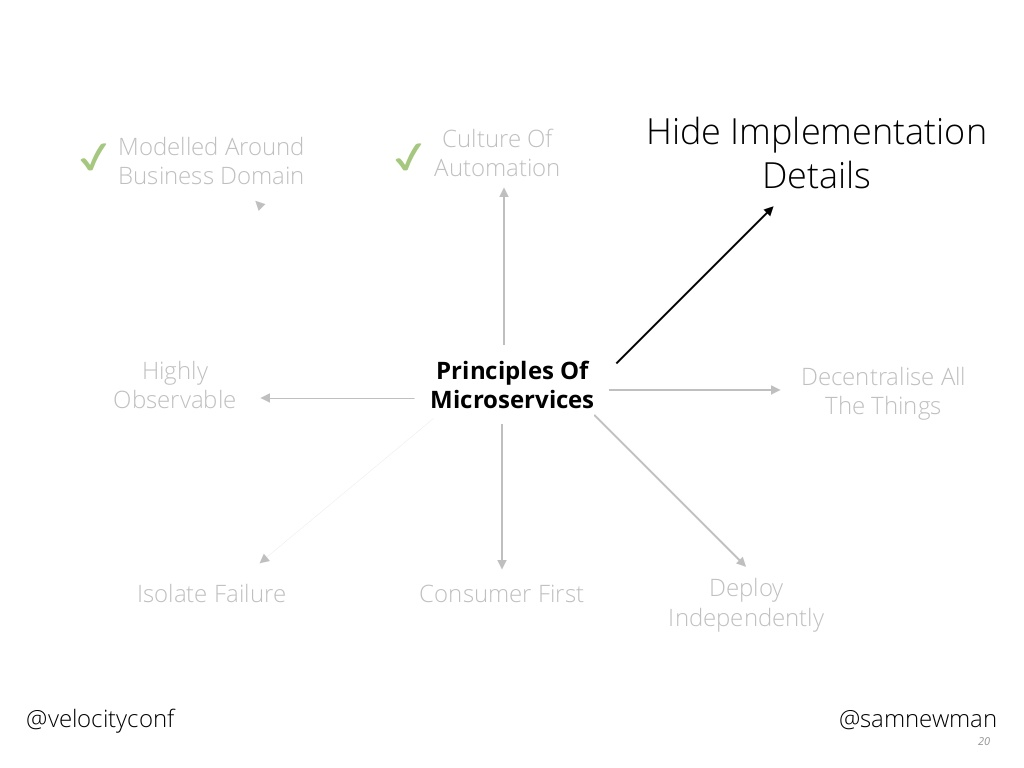 Modelled Around
Business Domain
Culture Of
Automation
Hide Implementation
Details
Highly
Observable
Principles Of
Microservices
Decentralise All
The Things
Isolate Failure
Consumer First
Deploy
Independently
@velocityconf
@samnewman
20